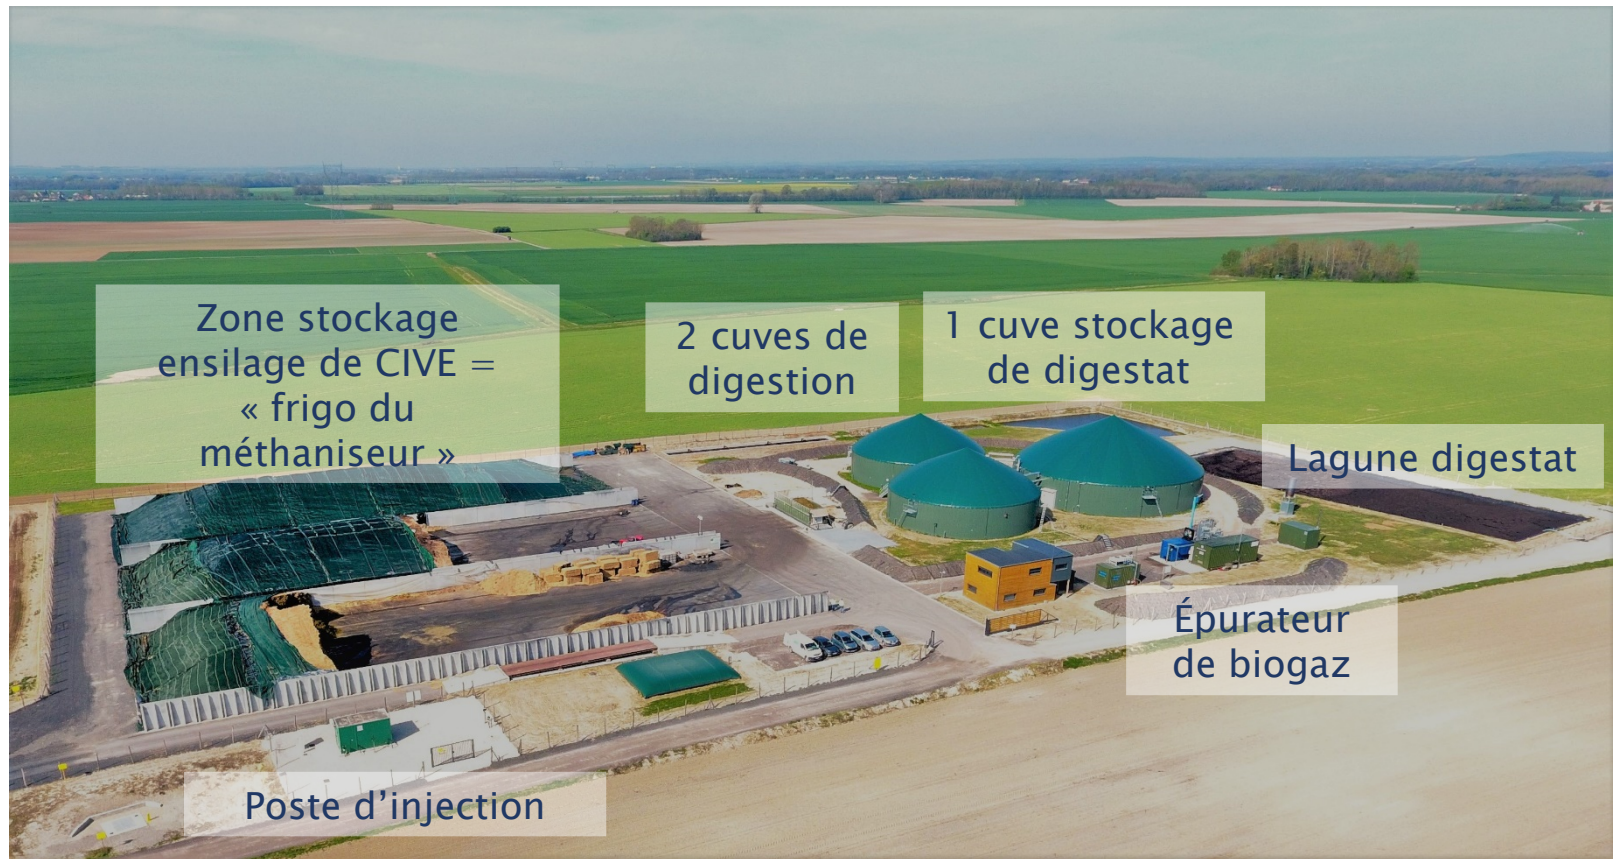 Zone stockage
ensilage de CIVE =
« frigo du
méthaniseur »
2 cuves de
digestion
1 cuve stockage
de digestat
Lagune digestat
Épurateur
de biogaz
Poste d’injection